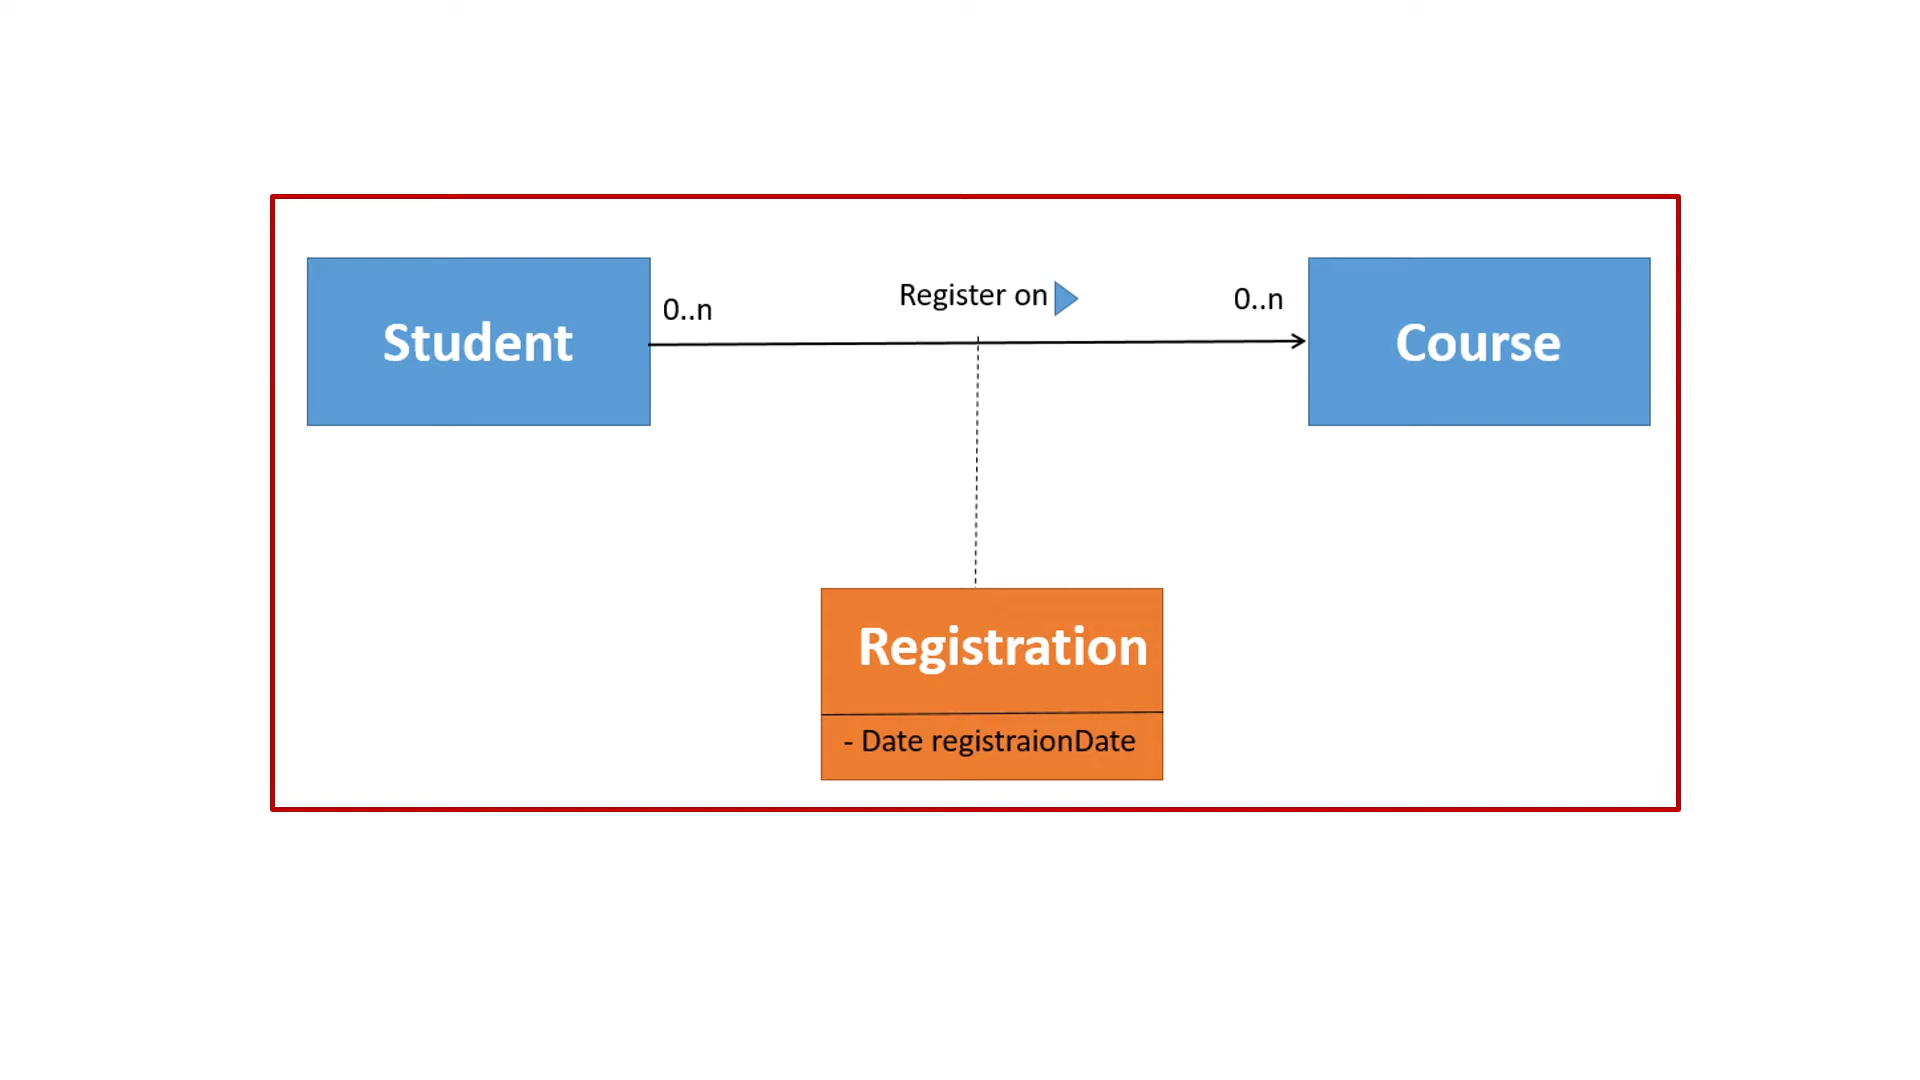 Student
0..n
Register on
0..n
Course
Registration
- Date registraionDate